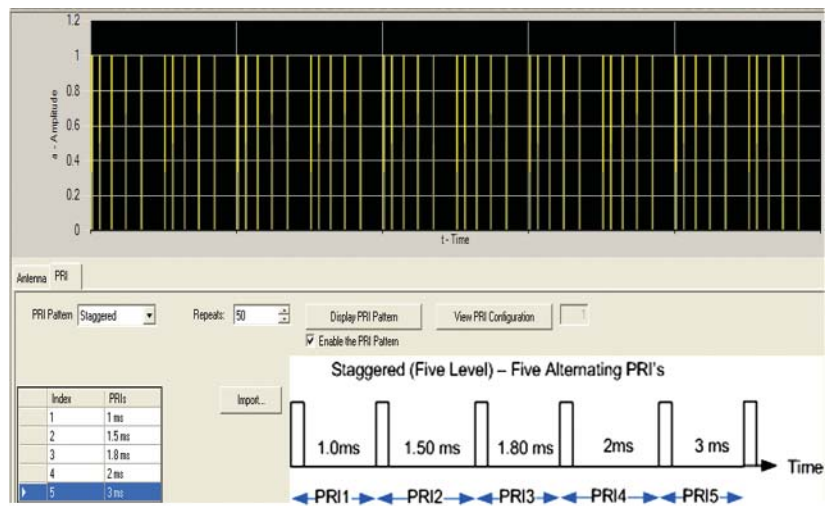 1.2
1
0.8
0.6
0.4
0.2
0
a - Amplitude
t - Time
Antenna PRI
PRI Pattern Staggered Repeats: 50 Display PRI Pattern View PRI Configuration 1
Enable the PRI Pattern
Staggered (Five Level) – Five Alternating PRI's
Index PRIs
1 1 ms
2 1.5 ms
3 1.8 ms
4 2 ms
5 3 ms
Import...
1.0ms 1.50 ms 1.80 ms 2ms 3 ms
Time
PRI1 PRI2 PRI3 PRI4 PRI5